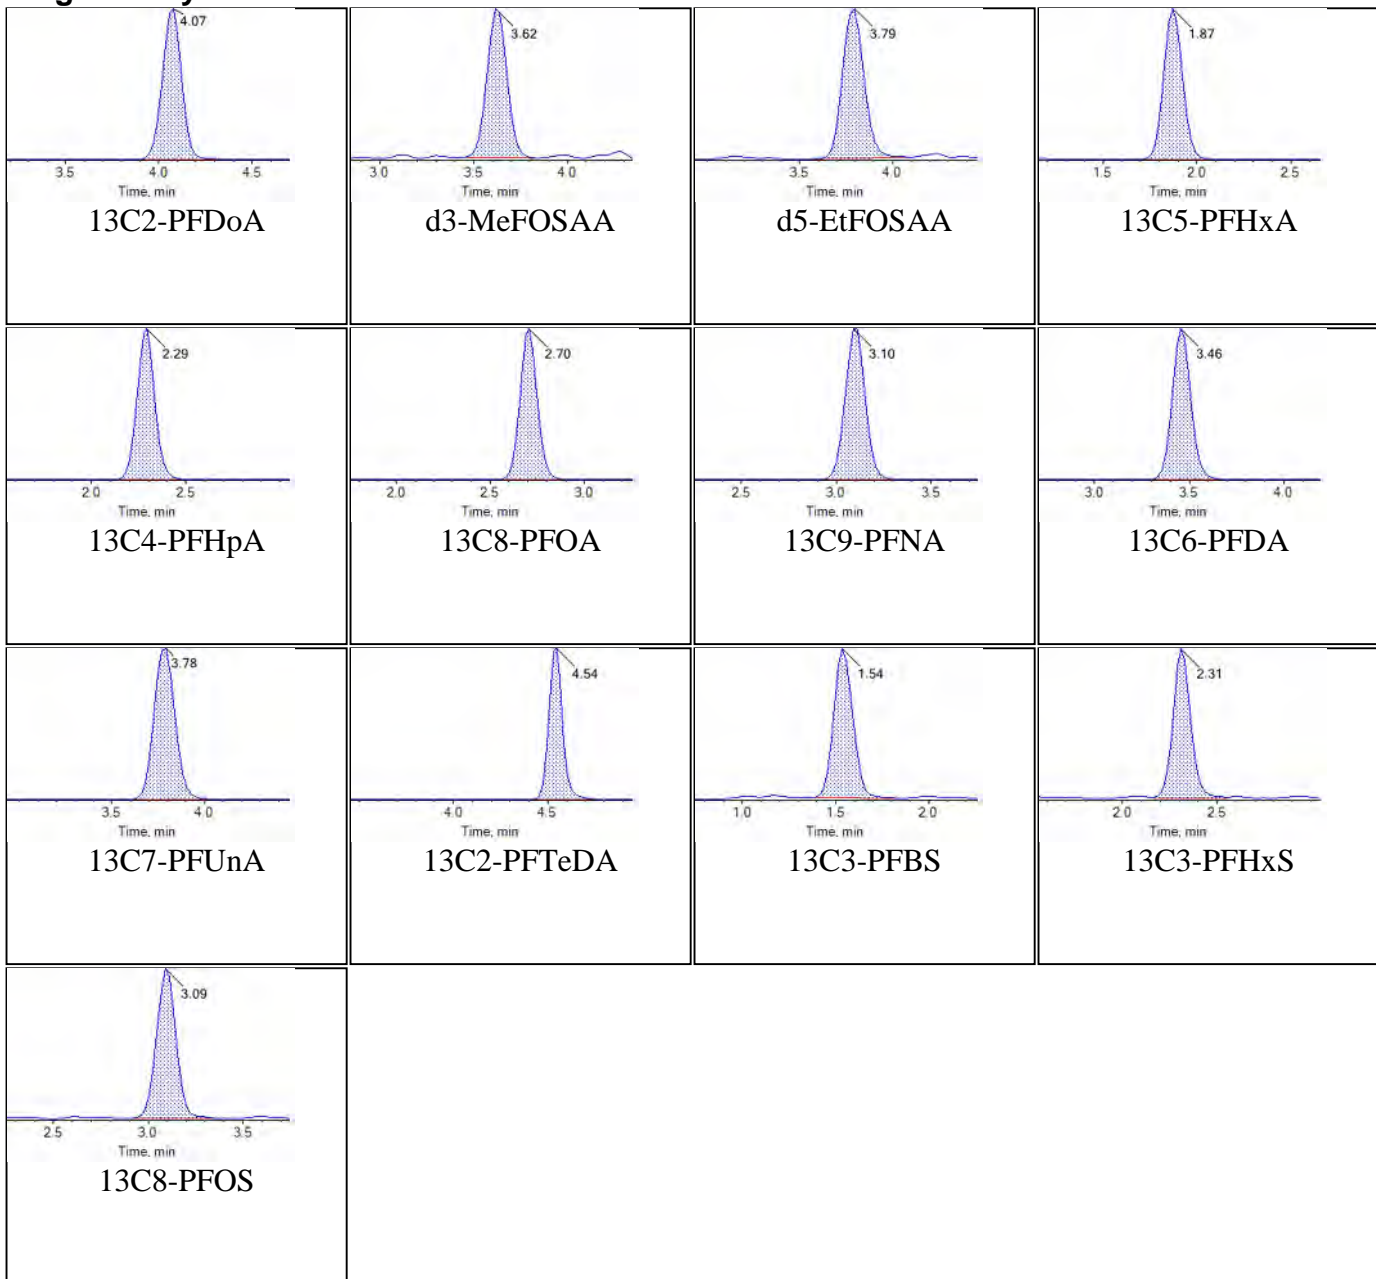 4.07
3.5 4.0 4.5
Time, min
13C2-PFDoA
3.62
3.0 3.5 4.0
Time, min
d3-MeFOSAA
3.79
3.5 4.0
Time, min
d5-EtFOSAA
1.87
1.5 2.0 2.5
Time, min
13C5-PFHxA
2.29
2.0 2.5
Time, min
13C4-PFHpA
2.70
2.0 2.5 3.0
Time, min
13C8-PFOA
3.10
2.5 3.0 3.5
Time, min
13C9-PFNA
3.46
3.0 3.5 4.0
Time, min
13C6-PFDA
3.78
3.5 4.0
Time, min
13C7-PFUnA
4.54
4.0 4.5
Time, min
13C2-PFTeDA
1.54
1.0 1.5 2.0
Time, min
13C3-PFBS
2.31
2.0 2.5
Time, min
13C3-PFHxS
3.09
2.5 3.0 3.5
Time, min
13C8-PFOS